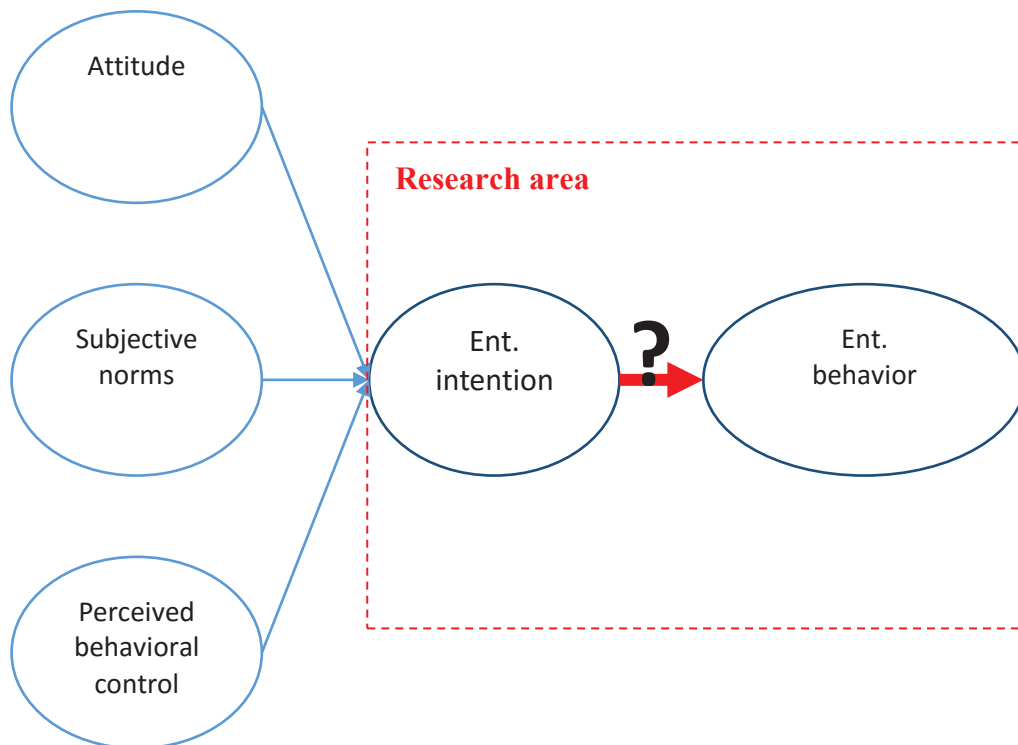 Attitude
Research area
Subjective
norms
Ent.
intention
?
Ent.
behavior
Perceived
behavioral
control